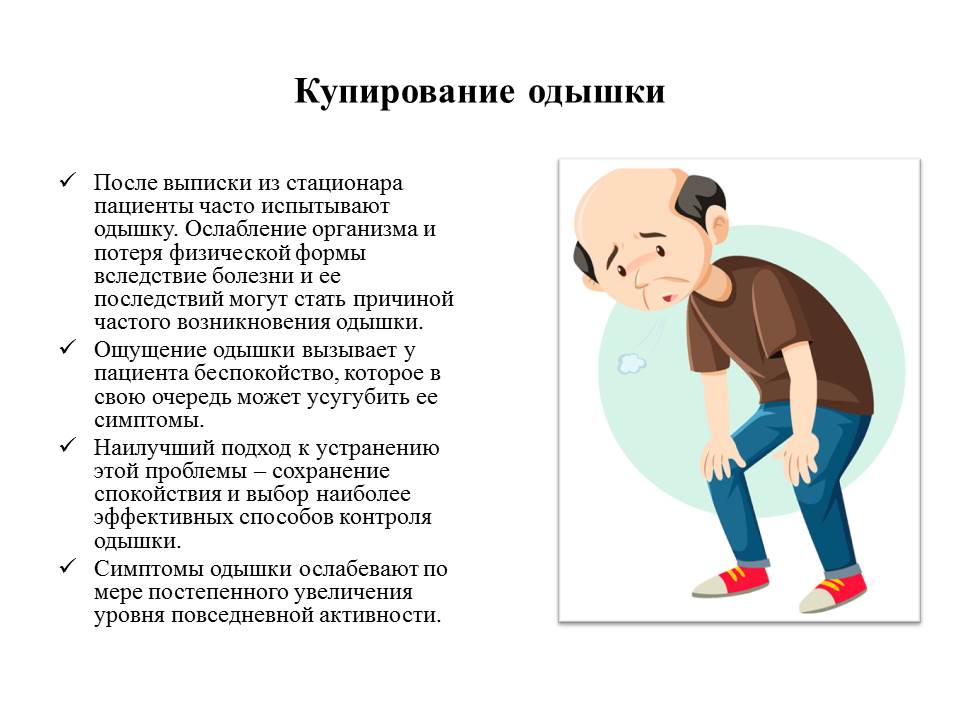 Купирование одышки
✓ После выписки из стационара
пациенты часто испытывают
одышку. Ослабление организма и
потеря физической формы
вследствие болезни и ее
последствий могут стать причиной
частого возникновения одышки.
✓ Ощущение одышки вызывает у
пациента беспокойство, которое в
свою очередь может усугубить ее
симптомы.
✓ Наилучший подход к устранению
этой проблемы – сохранение
спокойствия и выбор наиболее
эффективных способов контроля
одышки.
✓ Симптомы одышки ослабевают по
мере постепенного увеличения
уровня повседневной активности.